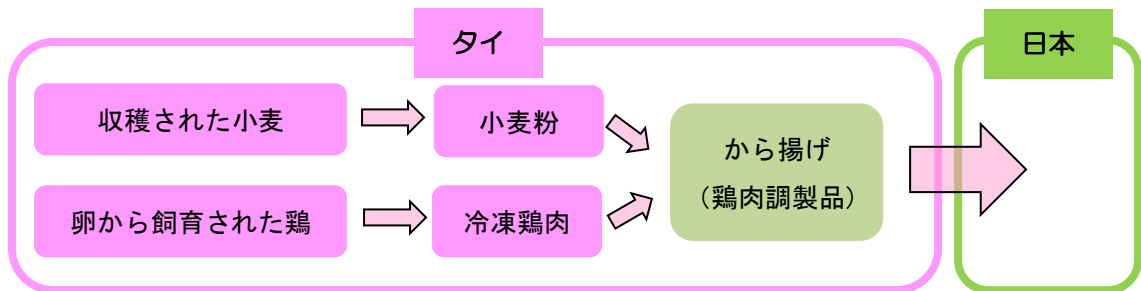 タイ
日本
収穫された小麦
小麦粉
から揚げ
（鶏肉調製品）
卵から飼育された鶏
冷凍鶏肉